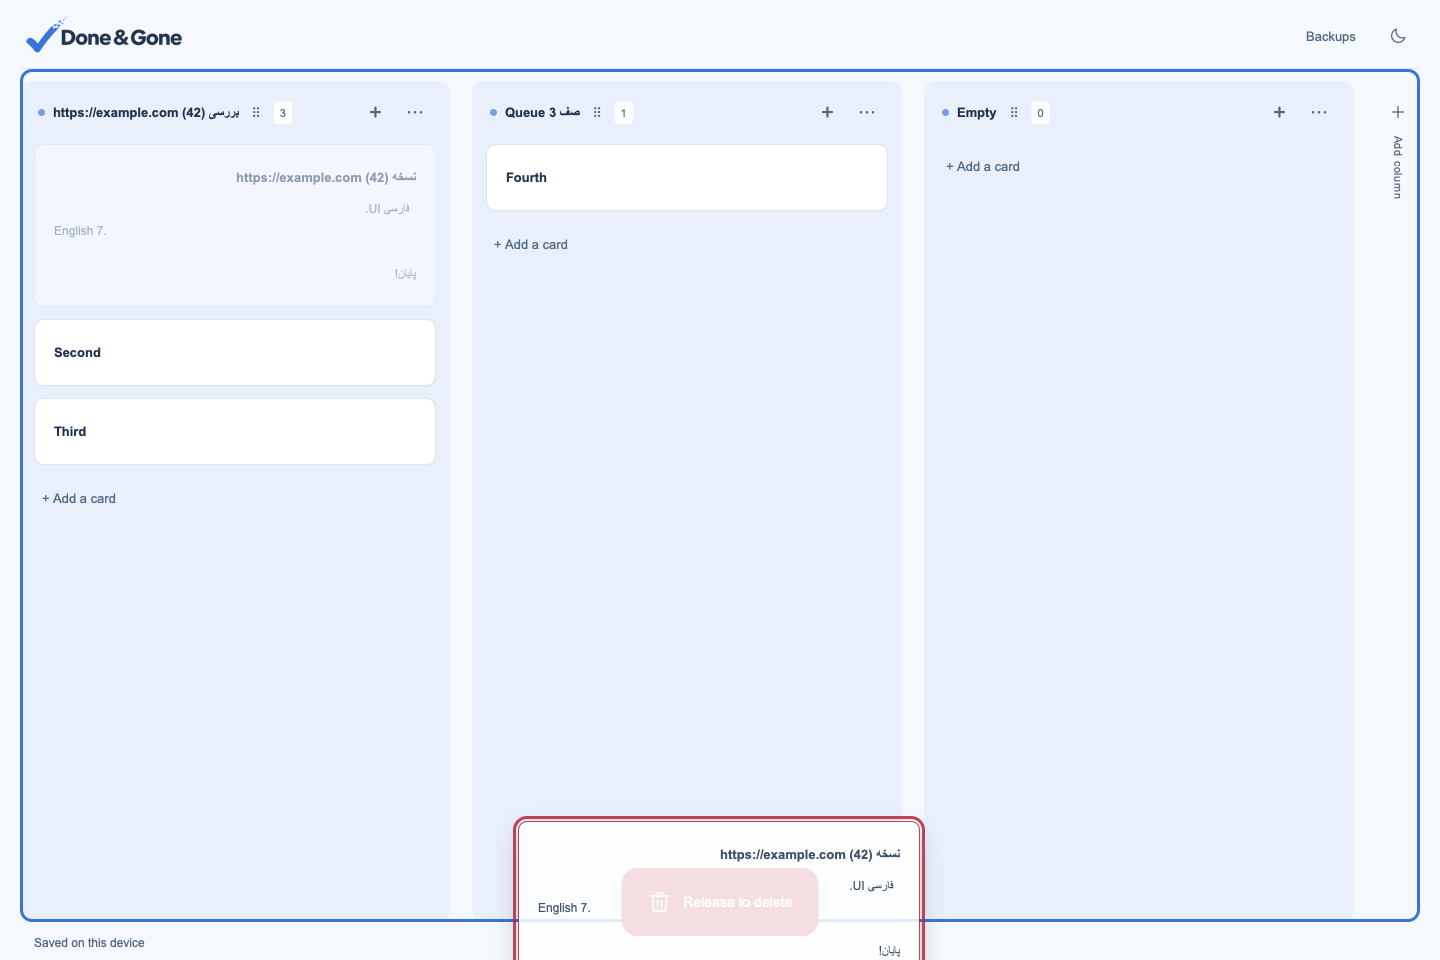 Done & Gone
Backups
بررسی https://example.com (42)
3
نسخه https://example.com (42)
فارسی UI.
English 7.
پایان!
Second
Third
+ Add a card
Queue 3 صف
1
Fourth
+ Add a card
Empty
0
+ Add a card
Add column
نسخه https://example.com (42)
فارسی UI.
English 7.
Release to delete
پایان!
Saved on this device